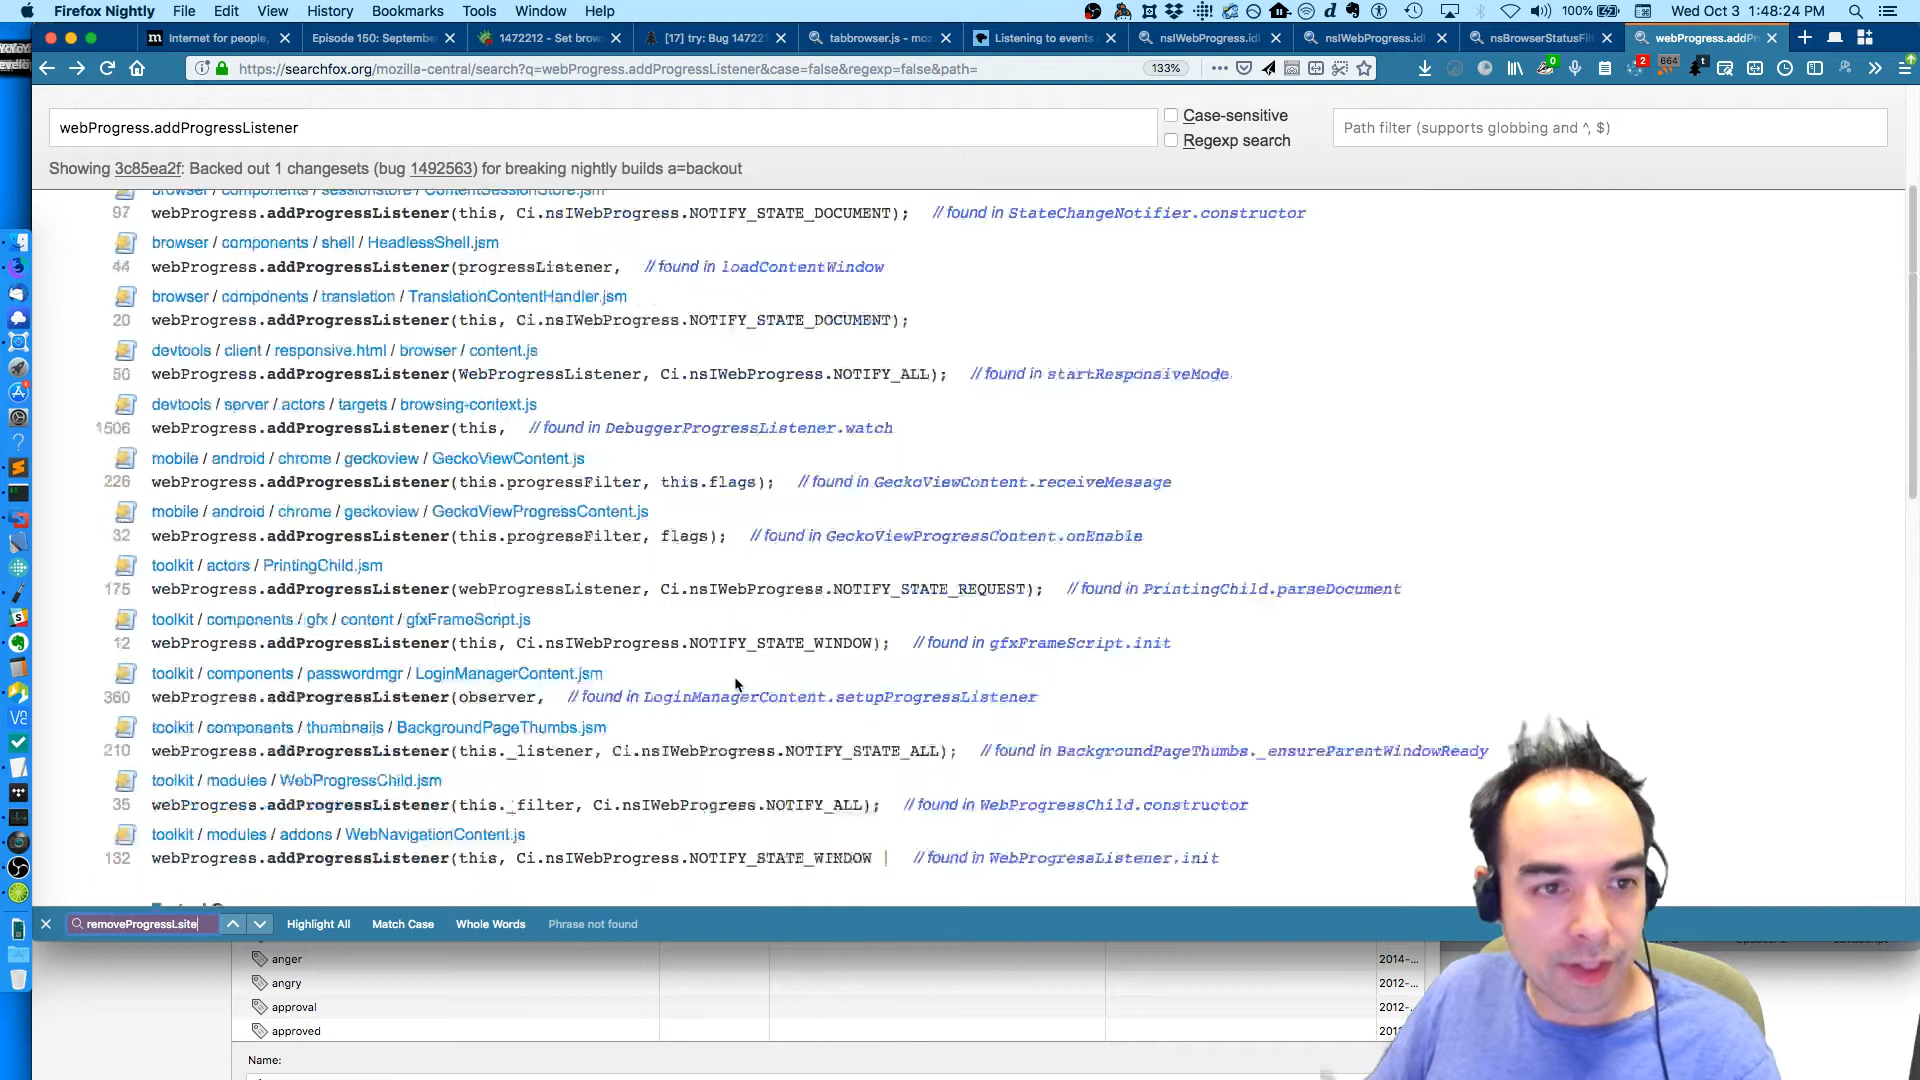 Firefox Nightly File Edit View History Bookmarks Tools Window Help 100% Wed Oct 3 1:48:24 PM
Internet for people, Episode 150: September 1472212 - Set brow [17] try: Bug 14722 tabbrowser.js - moz Listening to events nsIWebProgress.idl nsIWebProgress.idl nsBrowserStatusFilt webProgress.addPr
https://searchfox.org/mozilla-central/search?q=webProgress.addProgressListener&case=false&regexp=false&path= 133% 0 2 664
webProgress.addProgressListener Case-sensitive Path filter (supports globbing and ^, $)
Regexp search
Showing 3c85ea2f: Backed out 1 changesets (bug 1492563) for breaking nightly builds a=backout
browser / components / sessionstore / ContentSessionStore.jsm
97 webProgress.addProgressListener(this, Ci.nsIWebProgress.NOTIFY_STATE_DOCUMENT); // found in StateChangeNotifier.constructor
browser / components / shell / HeadlessShell.jsm
44 webProgress.addProgressListener(progressListener, // found in loadContentWindow
browser / components / translation / TranslationContentHandler.jsm
20 webProgress.addProgressListener(this, Ci.nsIWebProgress.NOTIFY_STATE_DOCUMENT);
devtools / client / responsive.html / browser / content.js
50 webProgress.addProgressListener(WebProgressListener, Ci.nsIWebProgress.NOTIFY_ALL); // found in startResponsiveMode
devtools / server / actors / targets / browsing-context.js
1506 webProgress.addProgressListener(this, // found in DebuggerProgressListener.watch
mobile / android / chrome / geckoview / GeckoViewContent.js
226 webProgress.addProgressListener(this.progressFilter, this.flags); // found in GeckoViewContent.receiveMessage
mobile / android / chrome / geckoview / GeckoViewProgressContent.js
32 webProgress.addProgressListener(this.progressFilter, flags); // found in GeckoViewProgressContent.onEnable
toolkit / actors / PrintingChild.jsm
175 webProgress.addProgressListener(webProgressListener, Ci.nsIWebProgress.NOTIFY_STATE_REQUEST); // found in PrintingChild.parseDocument
toolkit / components / gfx / content / gfxFrameScript.js
12 webProgress.addProgressListener(this, Ci.nsIWebProgress.NOTIFY_STATE_WINDOW); // found in gfxFrameScript.init
toolkit / components / passwordmgr / LoginManagerContent.jsm
360 webProgress.addProgressListener(observer, // found in LoginManagerContent.setupProgressListener
toolkit / components / thumbnails / BackgroundPageThumbs.jsm
210 webProgress.addProgressListener(this._listener, Ci.nsIWebProgress.NOTIFY_STATE_ALL); // found in BackgroundPageThumbs._ensureParentWindowReady
toolkit / modules / WebProgressChild.jsm
35 webProgress.addProgressListener(this._filter, Ci.nsIWebProgress.NOTIFY_ALL); // found in WebProgressChild.constructor
toolkit / modules / addons / WebNavigationContent.js
132 webProgress.addProgressListener(this, Ci.nsIWebProgress.NOTIFY_STATE_WINDOW | // found in WebProgressListener.init
removeProgressLsite Highlight All Match Case Whole Words Phrase not found
anger 2014-...
angry 2012-...
approval 2012-...
approved
Name: